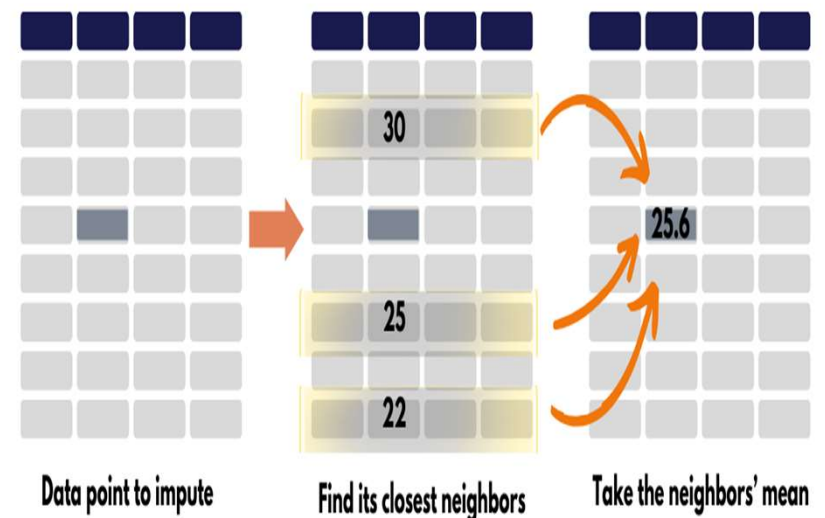 30
25
22
25.6
Data point to impute
Find its closest neighbors
Take the neighbors' mean